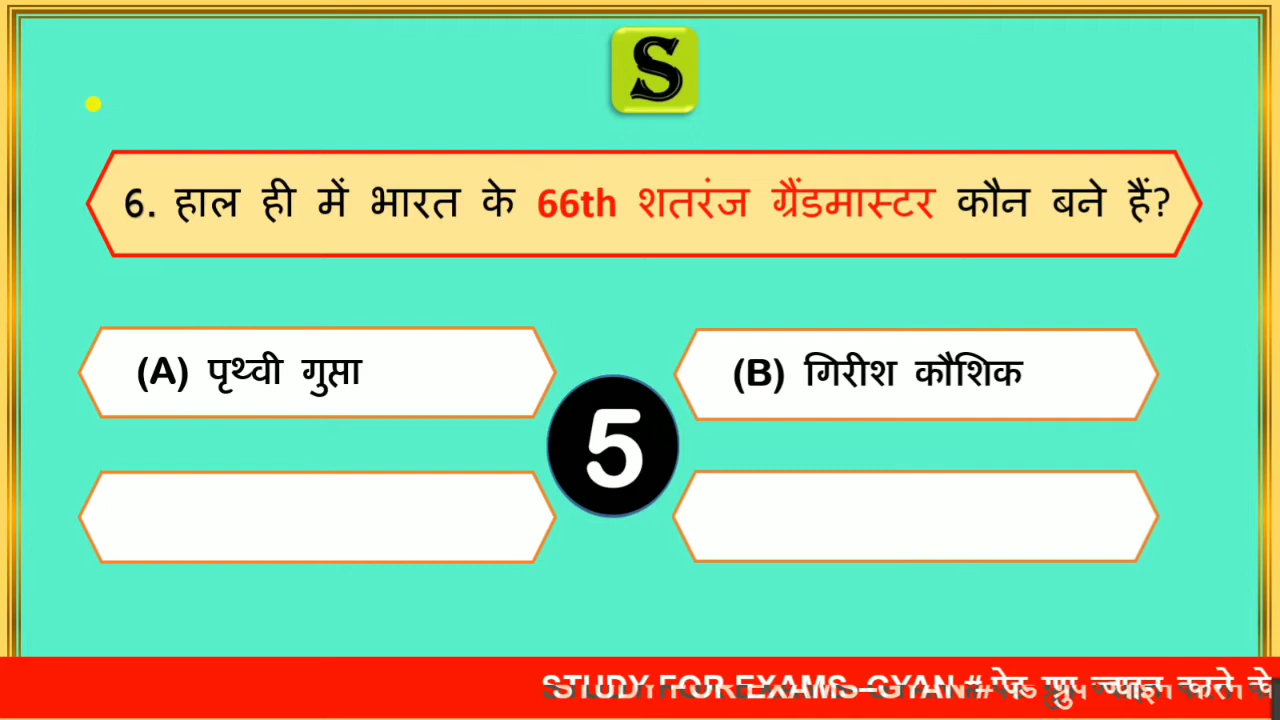 S
6. हाल ही में भारत के 66th शतरंज ग्रैंडमास्टर कौन बने हैं?
(A) पृथ्वी गुप्ता
(B) गिरीश कौशिक
5
STUDY FOR EXAMS GYAN #